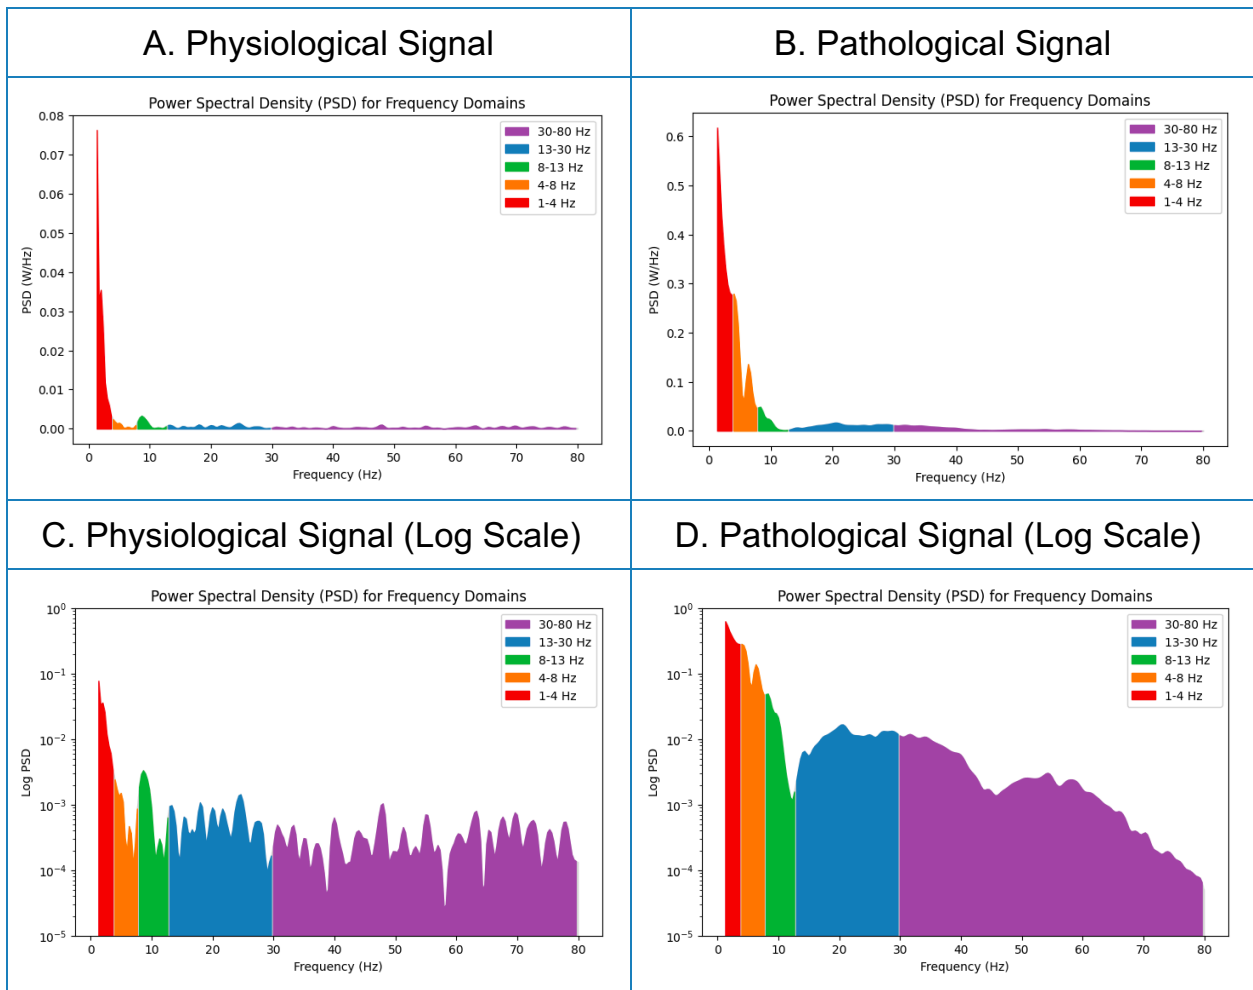 A. Physiological Signal
B. Pathological Signal
Power Spectral Density (PSD) for Frequency Domains
0.08
0.07
0.06
0.05
0.04
0.03
0.02
0.01
0.00
PSD (W/Hz)
30-80 Hz
13-30 Hz
8-13 Hz
4-8 Hz
1-4 Hz
0 10 20 30 40 50 60 70 80
Frequency (Hz)
Power Spectral Density (PSD) for Frequency Domains
0.6
0.5
0.4
0.3
0.2
0.1
0.0
PSD (W/Hz)
30-80 Hz
13-30 Hz
8-13 Hz
4-8 Hz
1-4 Hz
0 10 20 30 40 50 60 70 80
Frequency (Hz)
C. Physiological Signal (Log Scale)
D. Pathological Signal (Log Scale)
Power Spectral Density (PSD) for Frequency Domains
10⁰
10⁻¹
10⁻²
10⁻³
10⁻⁴
10⁻⁵
Log PSD
30-80 Hz
13-30 Hz
8-13 Hz
4-8 Hz
1-4 Hz
0 10 20 30 40 50 60 70 80
Frequency (Hz)
Power Spectral Density (PSD) for Frequency Domains
10⁰
10⁻¹
10⁻²
10⁻³
10⁻⁴
10⁻⁵
Log PSD
30-80 Hz
13-30 Hz
8-13 Hz
4-8 Hz
1-4 Hz
0 10 20 30 40 50 60 70 80
Frequency (Hz)